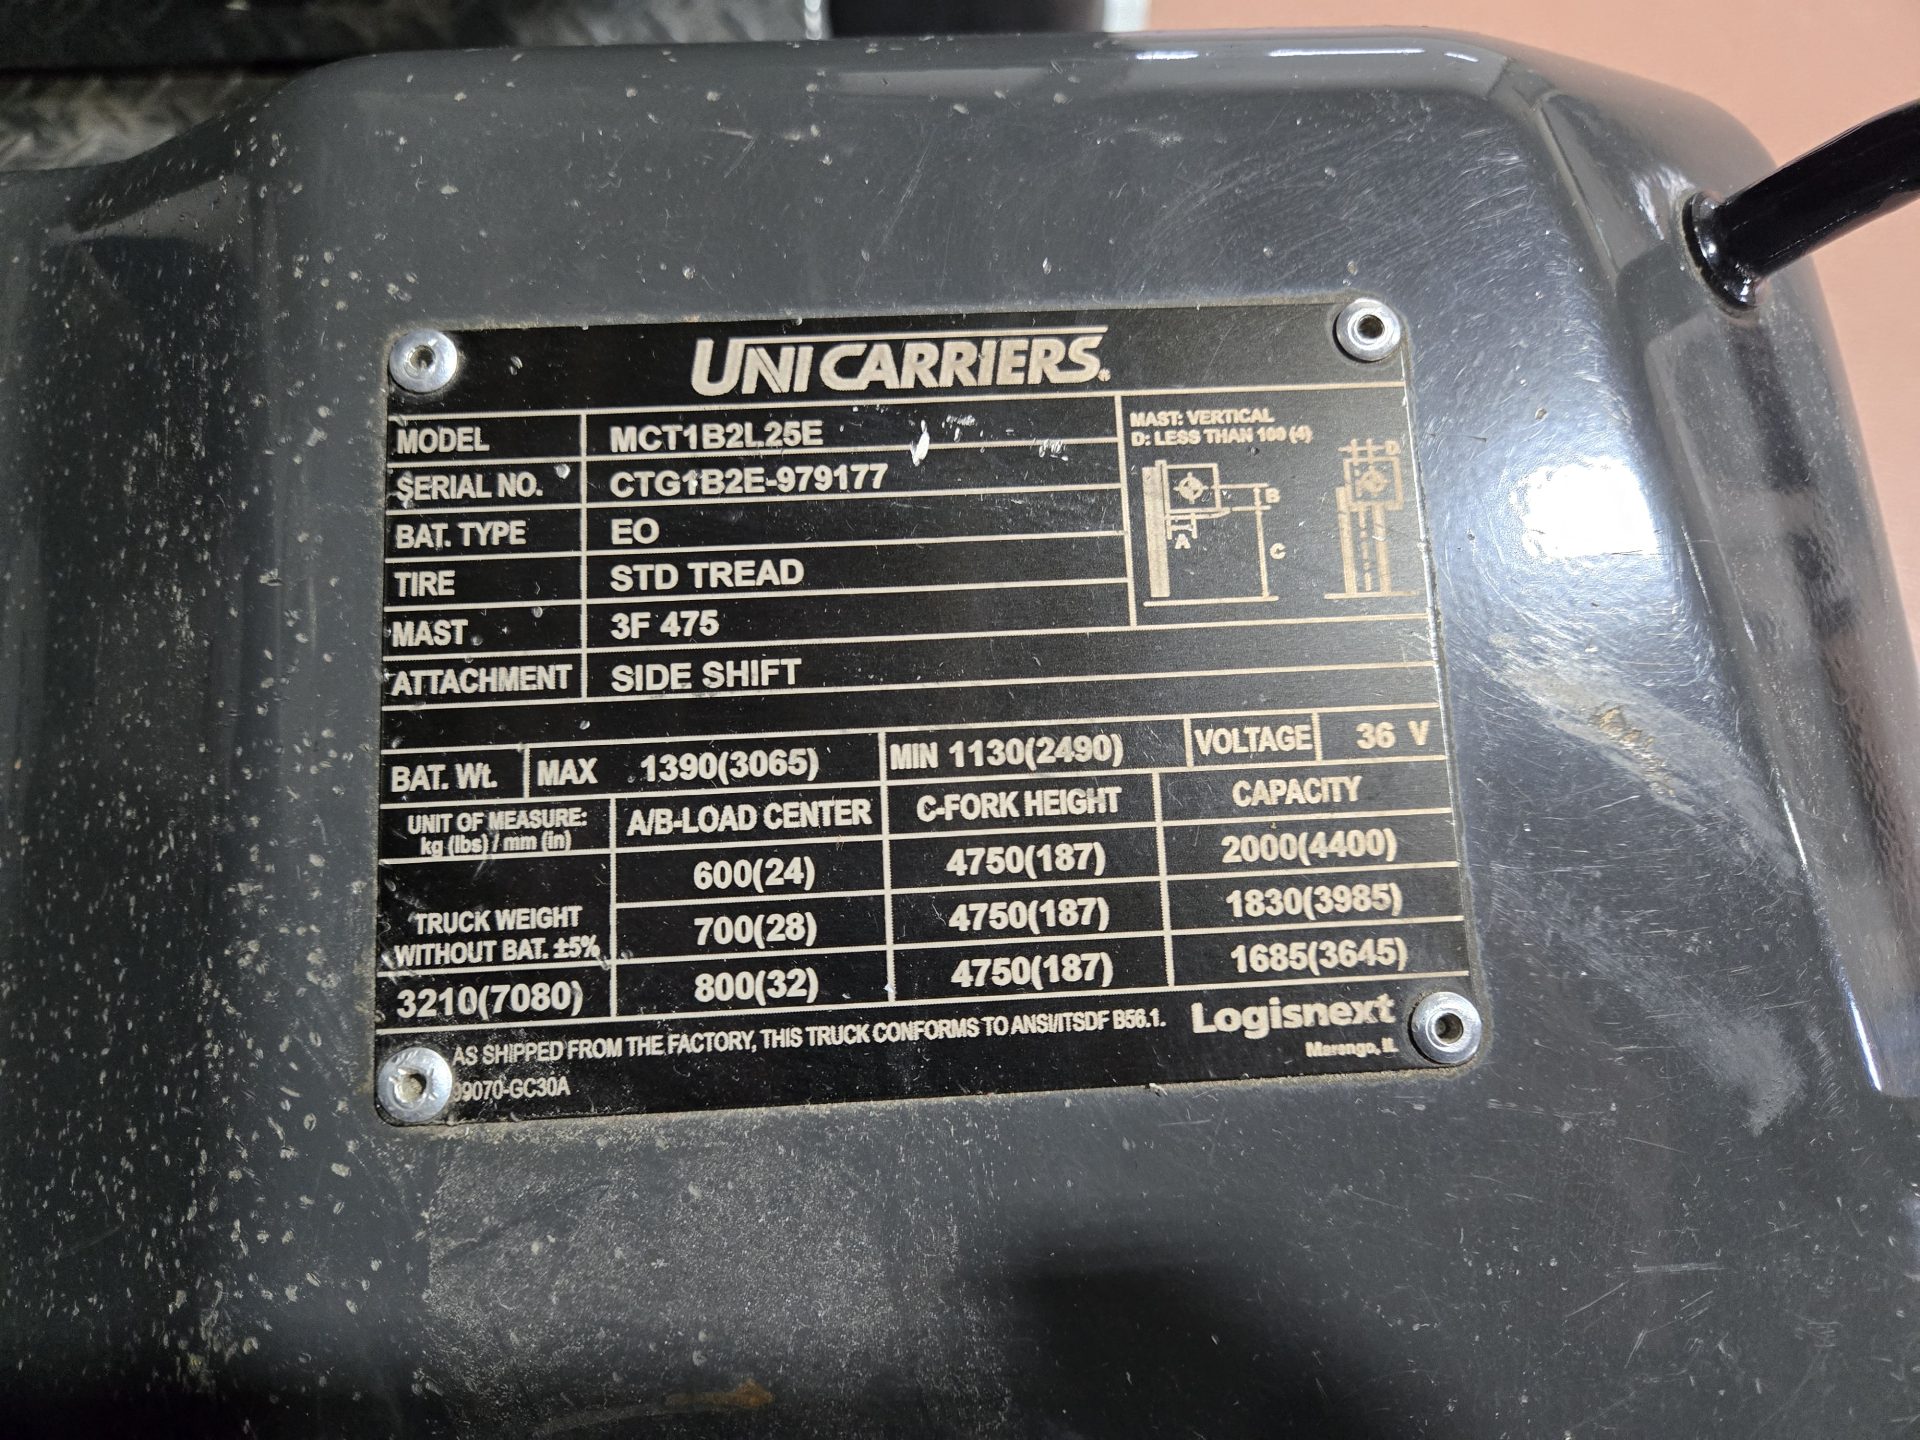 UNICARRIERS®
MODEL MCT1B2L25E
SERIAL NO. CTG1B2E-979177
BAT. TYPE EO
TIRE STD TREAD
MAST 3F 475
ATTACHMENT SIDE SHIFT
MAST: VERTICAL
D: LESS THAN 100 (4)
D
B
A
C
BAT. Wt. MAX 1390(3065) MIN 1130(2490) VOLTAGE 36 V
UNIT OF MEASURE:
kg (lbs) / mm (in)
A/B-LOAD CENTER C-FORK HEIGHT CAPACITY
600(24) 4750(187) 2000(4400)
TRUCK WEIGHT
WITHOUT BAT. ±5%
700(28) 4750(187) 1830(3985)
3210(7080) 800(32) 4750(187) 1685(3645)
AS SHIPPED FROM THE FACTORY, THIS TRUCK CONFORMS TO ANSI/ITSDF B56.1.
Logisnext
Marengo, IL
99070-GC30A